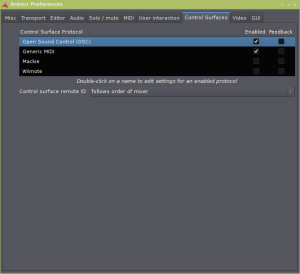 Ardour: Preferences
Misc Transport Editor Audio Solo / mute MIDI User interaction Control Surfaces Video GUI
Control Surface Protocol Enabled Feedback
Open Sound Control (OSC)
Generic MIDI
Mackie
Wiimote
Double-click on a name to edit settings for an enabled protocol
Control surface remote ID: follows order of mixer